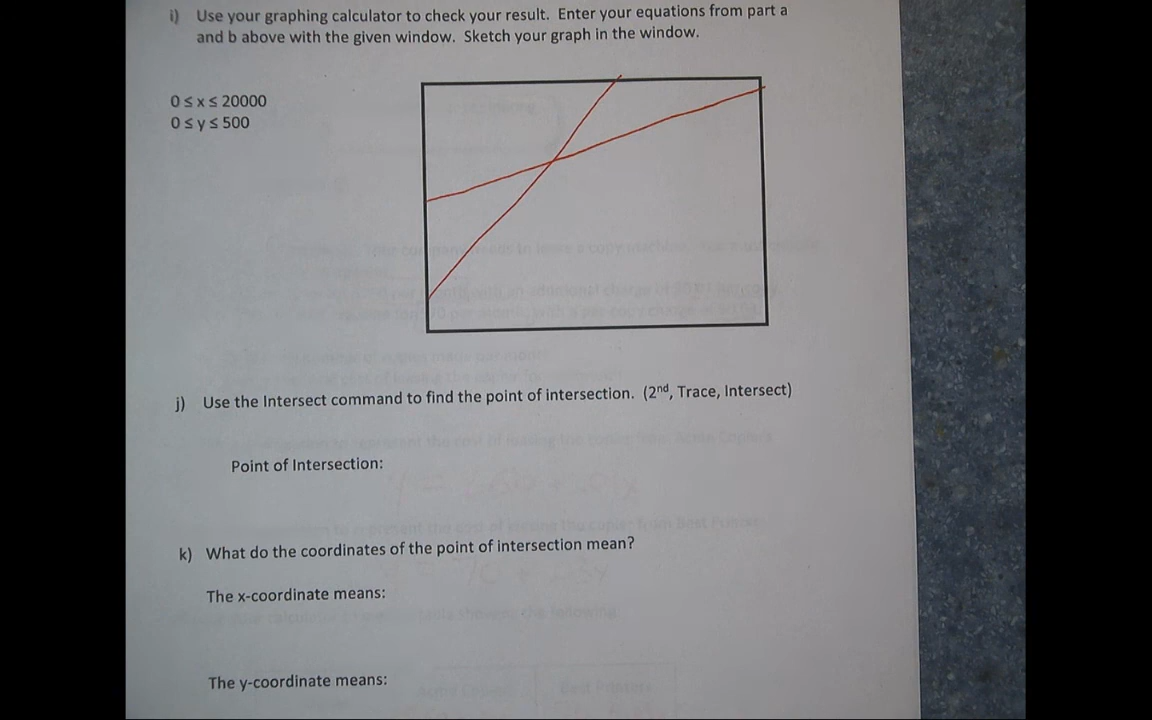 i) Use your graphing calculator to check your result. Enter your equations from part a
and b above with the given window. Sketch your graph in the window.
0 ≤ x ≤ 20000
0 ≤ y ≤ 500
j) Use the Intersect command to find the point of intersection. (2nd, Trace, Intersect)
Point of Intersection:
k) What do the coordinates of the point of intersection mean?
The x-coordinate means:
The y-coordinate means: